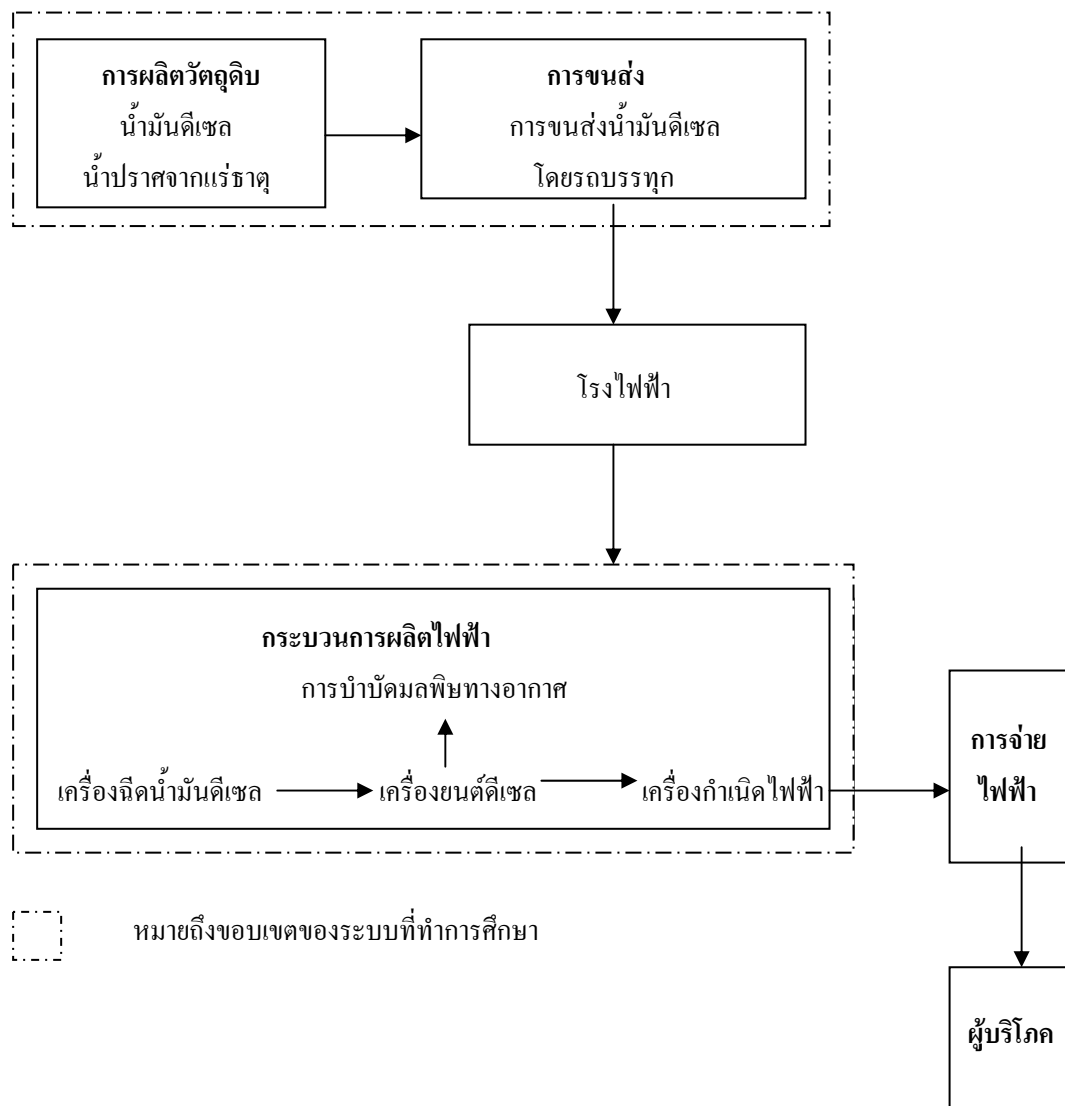 การผลิตวัตถุดิบ
น้ำมันดีเซล
น้ำปราศจากแร่ธาตุ
การขนส่ง
การขนส่งน้ำมันดีเซล
โดยรถบรรทุก
โรงไฟฟ้า
กระบวนการผลิตไฟฟ้า
การบำบัดมลพิษทางอากาศ
เครื่องฉีดน้ำมันดีเซล
เครื่องยนต์ดีเซล
เครื่องกำเนิดไฟฟ้า
การจ่าย
ไฟฟ้า
หมายถึงขอบเขตของระบบที่ทำการศึกษา
ผู้บริโภค